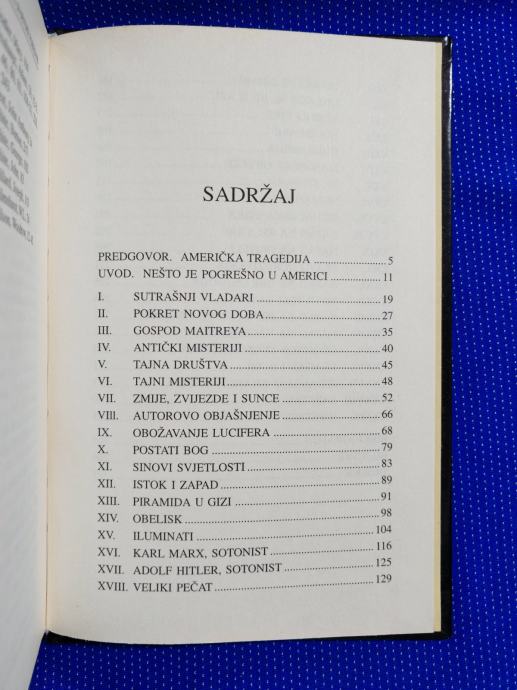 SADRŽAJ
PREDGOVOR. AMERIČKA TRAGEDIJA ..................... 5
UVOD. NEŠTO JE POGREŠNO U AMERICI ............... 11
I. SUTRAŠNJI VLADARI ........................... 19
II. POKRET NOVOG DOBA ........................... 27
III. GOSPOD MAITREYA ........................... 35
IV. ANTIČKI MISTERIJI ........................... 40
V. TAJNA DRUŠTVA ........................... 45
VI. TAJNI MISTERIJI ........................... 48
VII. ZMIJE, ZVIJEZDE I SUNCE ........................... 52
VIII. AUTOROVO OBJAŠNJENJE ........................... 66
IX. OBOŽAVANJE LUCIFERA ........................... 68
X. POSTATI BOG ........................... 79
XI. SINOVI SVJETLOSTI ........................... 83
XII. ISTOK I ZAPAD ........................... 89
XIII. PIRAMIDA U GIZI ........................... 91
XIV. OBELISK ........................... 98
XV. ILUMINATI ........................... 104
XVI. KARL MARX, SOTONIST ........................... 116
XVII. ADOLF HITLER, SOTONIST ........................... 125
XVIII. VELIKI PEČAT ........................... 129